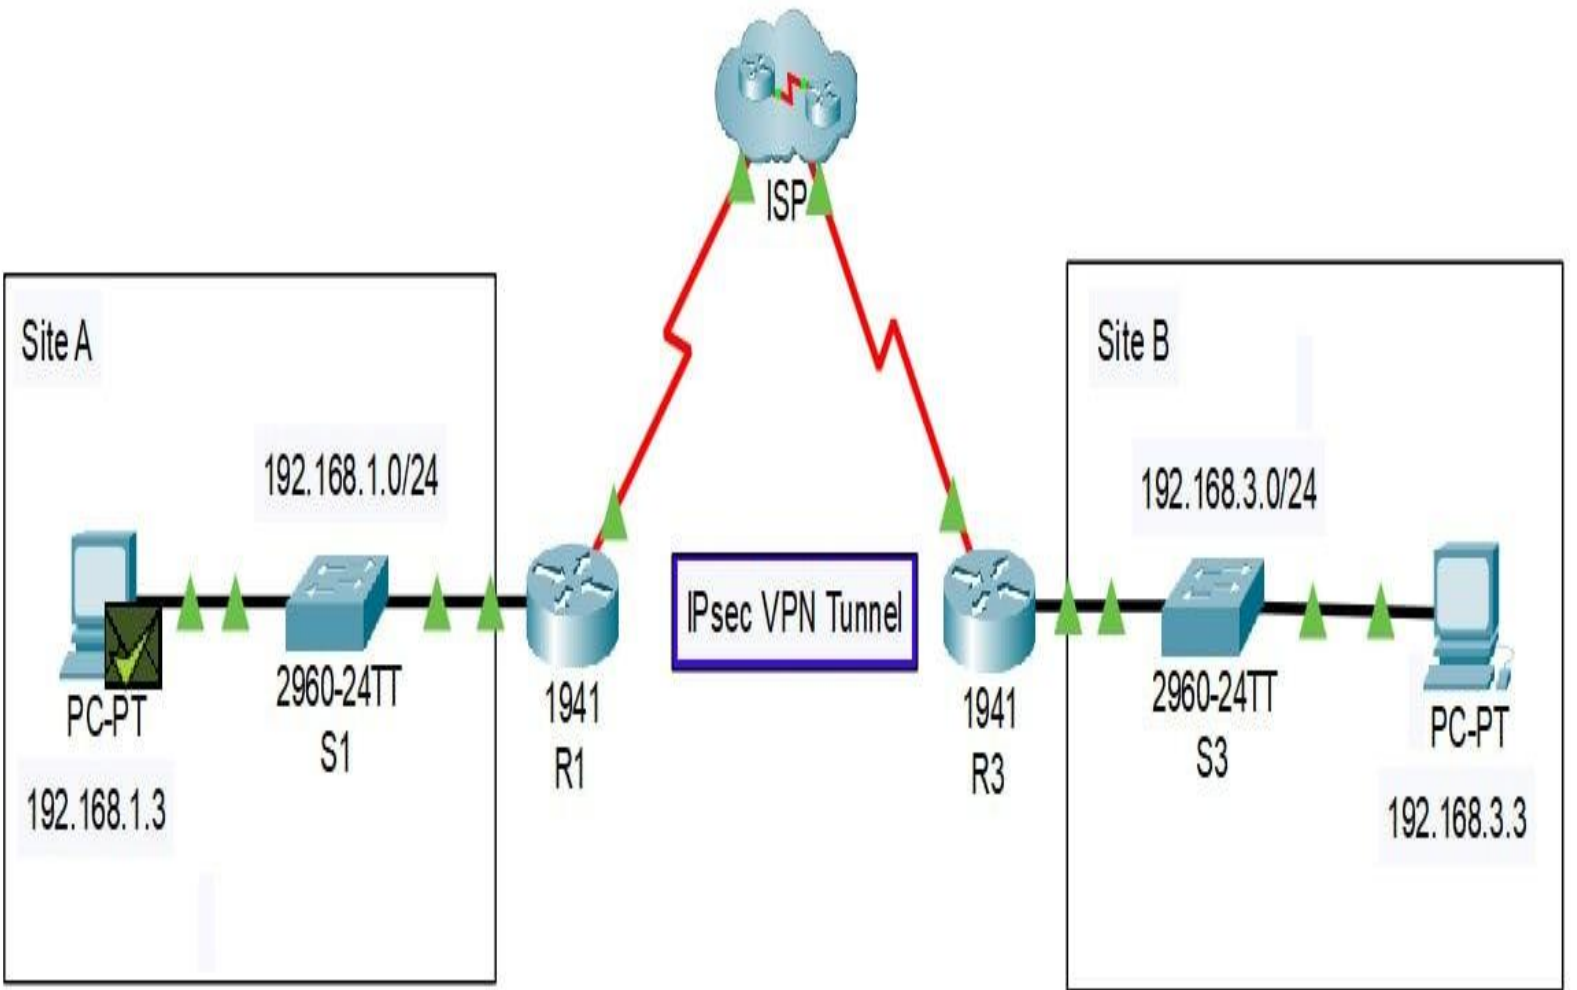 ISP
Site A
192.168.1.0/24
PC-PT
192.168.1.3
2960-24TT
S1
1941
R1
IPsec VPN Tunnel
1941
R3
Site B
192.168.3.0/24
2960-24TT
S3
PC-PT
192.168.3.3